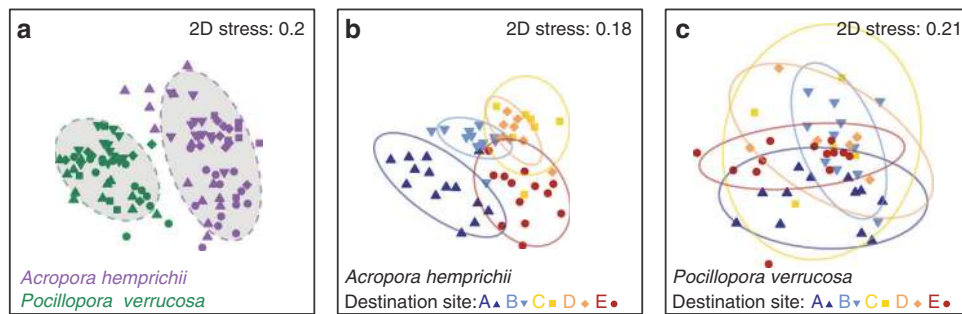 a 2D stress: 0.2
Acropora hemprichii
Pocillopora verrucosa
b 2D stress: 0.18
Acropora hemprichii
Destination site: A▲ B▼ C■ D◆ E●
c 2D stress: 0.21
Pocillopora verrucosa
Destination site: A▲ B▼ C■ D◆ E●